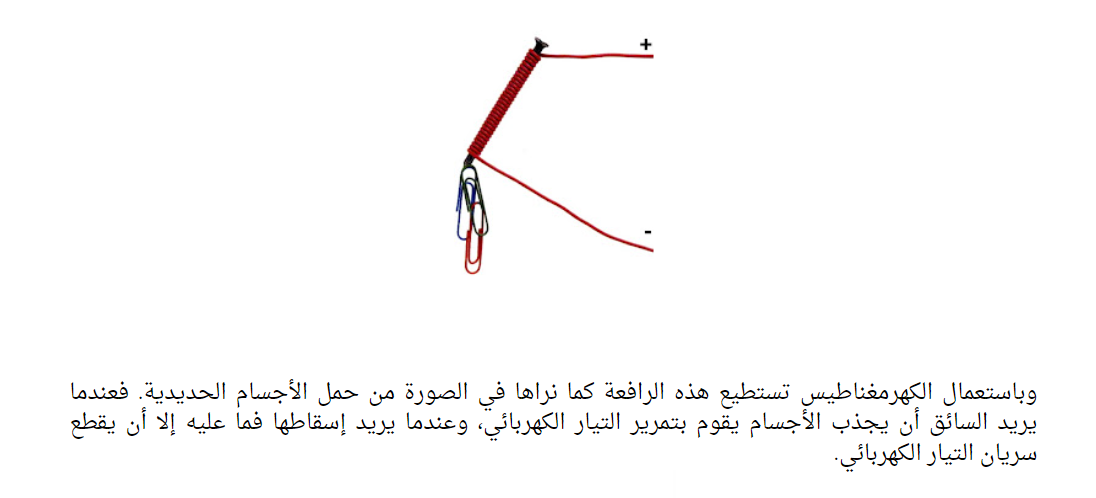 +
-
وباستعمال الكهرمغناطيس تستطيع هذه الرافعة كما نراها في الصورة من حمل الأجسام الحديدية. فعندما
يريد السائق أن يجذب الأجسام يقوم بتمرير التيار الكهربائي، وعندما يريد إسقاطها فما عليه إلا أن يقطع
سريان التيار الكهربائي.